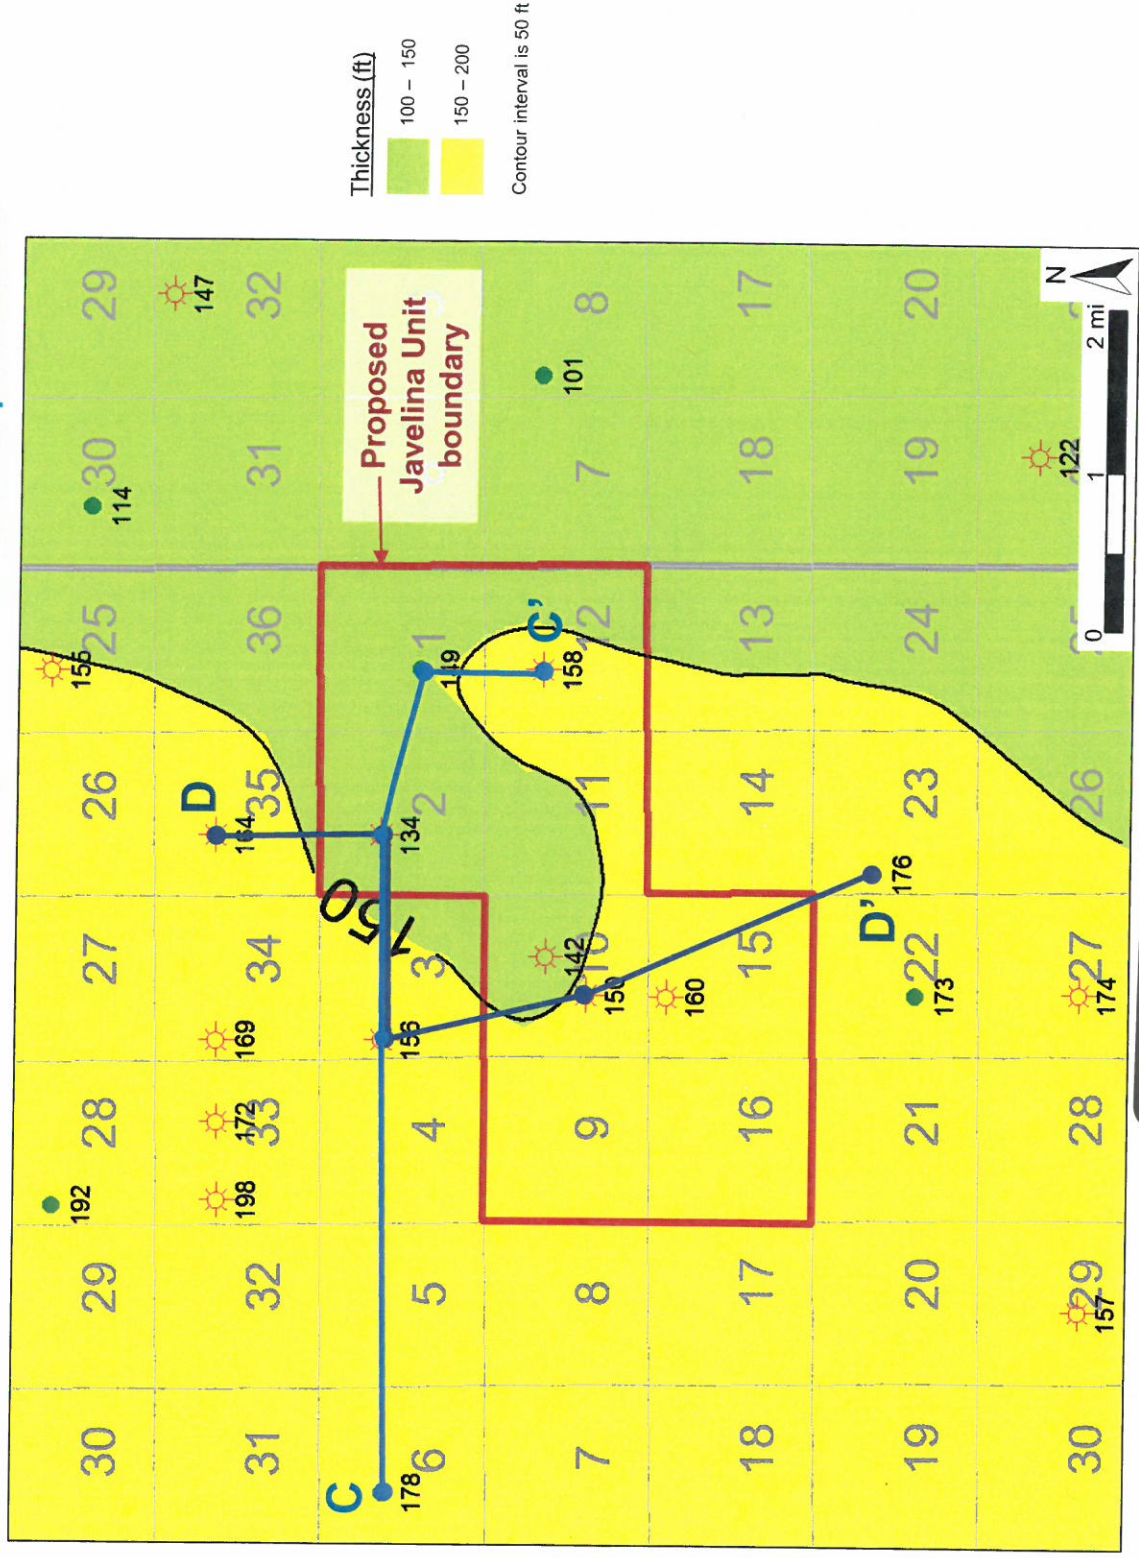 192
155
30 29 28 27 26 25 30 29
114
D
147
198 172 169 164
31 32 33 34 35 36 31 32
C
150
Proposed
Javelina Unit
boundary
178 156 134
6 5 4 3 2 1
149
C'
142 158 101
7 8 9 10 11 12 7 8
150
160
18 17 16 15 14 13 18 17
D'
176
19 20 21 22 23 24 19 20
173
N
122
30 29 28 27 26 25
157 174
0 1 2 mi
Thickness (ft)
100 – 150
150 – 200
Contour interval is 50 ft